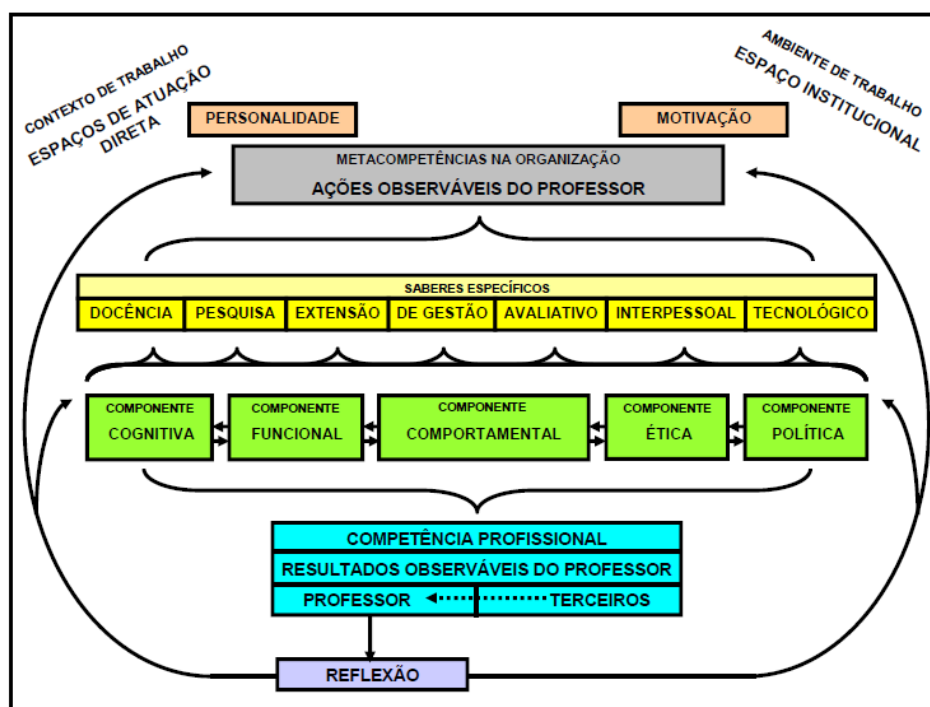 CONTEXTO DE TRABALHO
ESPAÇOS DE ATUAÇÃO
DIRETA
AMBIENTE DE TRABALHO
ESPAÇO INSTITUCIONAL
PERSONALIDADE
MOTIVAÇÃO
METACOMPETÊNCIAS NA ORGANIZAÇÃO
AÇÕES OBSERVÁVEIS DO PROFESSOR
SABERES ESPECÍFICOS
DOCÊNCIA
PESQUISA
EXTENSÃO
DE GESTÃO
AVALIATIVO
INTERPESSOAL
TECNOLÓGICO
COMPONENTE
COGNITIVA
COMPONENTE
FUNCIONAL
COMPONENTE
COMPORTAMENTAL
COMPONENTE
ÉTICA
COMPONENTE
POLÍTICA
COMPETÊNCIA PROFISSIONAL
RESULTADOS OBSERVÁVEIS DO PROFESSOR
PROFESSOR
TERCEIROS
REFLEXÃO